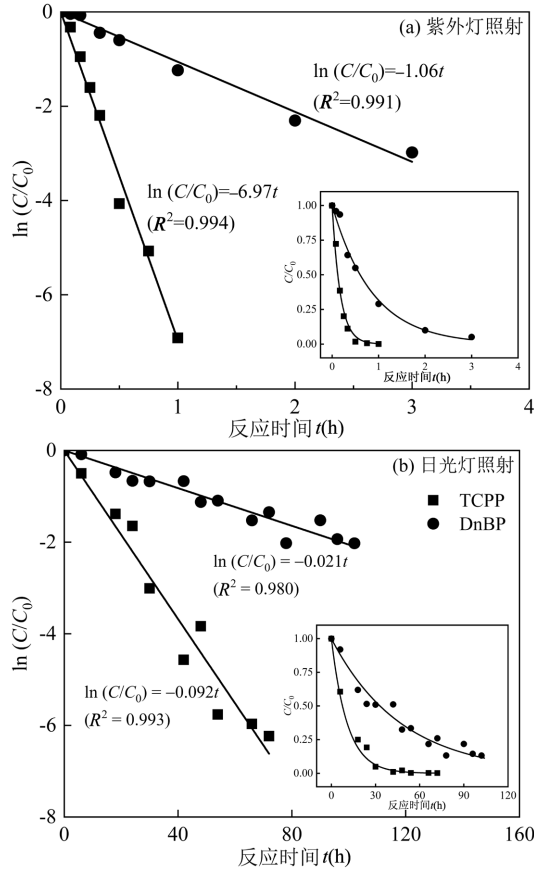 0
(a) 紫外灯照射
ln (C/C0)=–1.06t
(R2=0.991)
-2
ln (C/C0)
ln (C/C0)=–6.97t
(R2=0.994)
-4
1.00
0.75
C/C0
0.50
0.25
0.00
-6
0 1 2 3 4
反应时间t(h)
-8
0 1 2 3 4
反应时间t(h)
0
(b) 日光灯照射
TCPP
DnBP
-2
ln (C/C0) = –0.021t
(R2 = 0.980)
ln (C/C0)
-4
ln (C/C0) = –0.092t
(R2 = 0.993)
1.00
0.75
C/C0
0.50
0.25
0.00
-6
0 30 60 90 120
反应时间t(h)
-8
0 40 80 120 160
反应时间t(h)